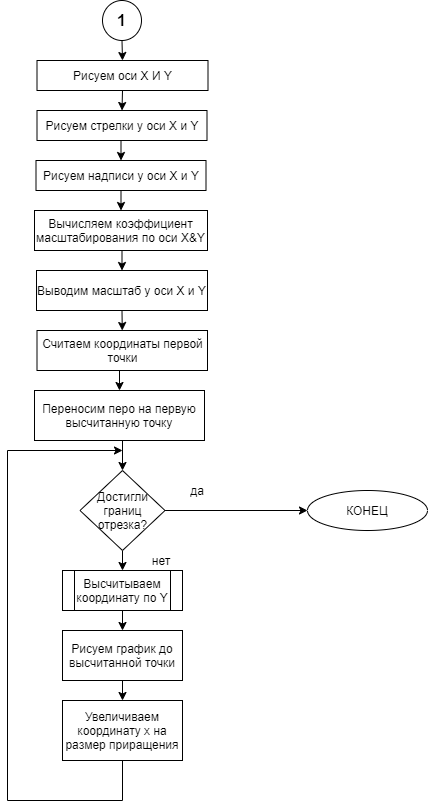 1
Рисуем оси X И Y
Рисуем стрелки у оси X и Y
Рисуем надписи у оси X и Y
Вычисляем коэффициент
масштабирования по оси X&Y
Выводим масштаб у оси X и Y
Считаем координаты первой
точки
Переносим перо на первую
высчитанную точку
Достигли
границ
отрезка?
да
КОНЕЦ
нет
Высчитываем
координату по Y
Рисуем график до
высчитанной точки
Увеличиваем
координату x на
размер приращения